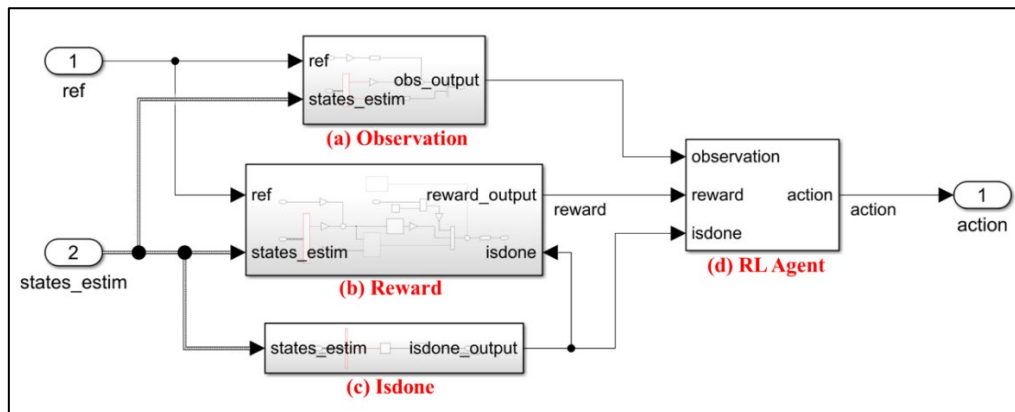 1
ref
ref
states_estim
obs_output
(a) Observation
ref
states_estim
reward_output
isdone
(b) Reward
reward
2
states_estim
states_estim
isdone_output
(c) Isdone
observation
reward
isdone
action
(d) RL Agent
action
1
action